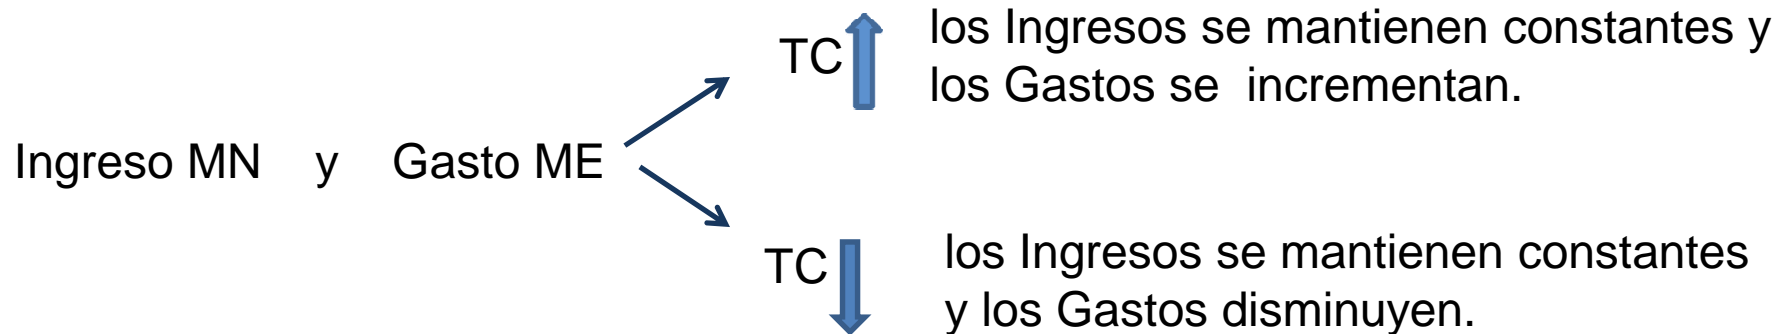 TC los Ingresos se mantienen constantes y
los Gastos se incrementan.
Ingreso MN y Gasto ME
TC los Ingresos se mantienen constantes
y los Gastos disminuyen.